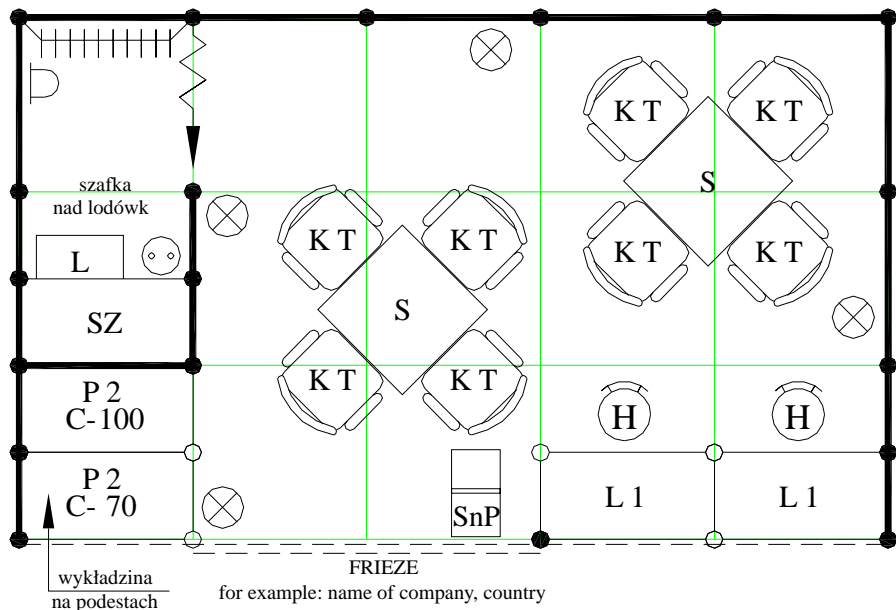 K T
K T
S
K T
K T
szafka
nad lodówk
L
K T
K T
S
SZ
K T
K T
P 2
C-100
H
H
P 2
C- 70
SnP
L 1
L 1
FRIEZE
wykładzina
na podestach
for example: name of company, country